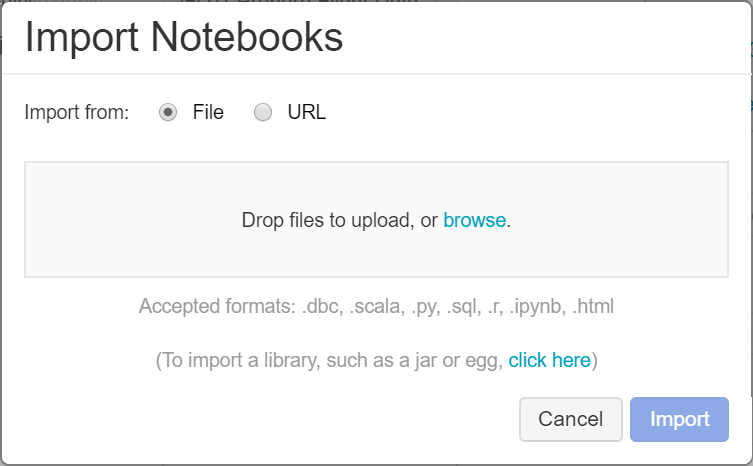 Import Notebooks
Import from: File URL
Drop files to upload, or browse.
Accepted formats: .dbc, .scala, .py, .sql, .r, .ipynb, .html
(To import a library, such as a jar or egg, click here)
Cancel Import